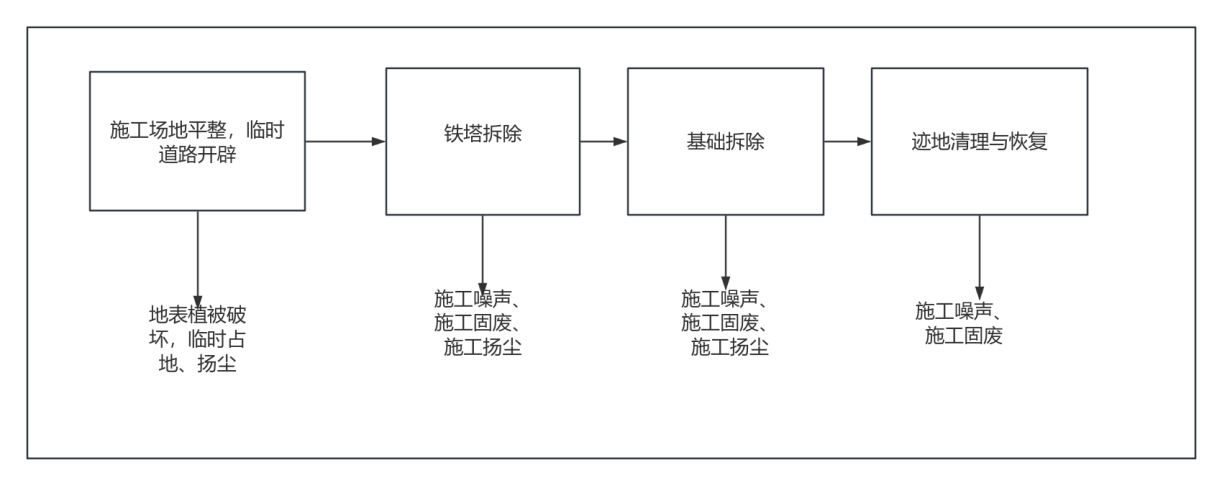 施工场地平整，临时
道路开辟
铁塔拆除
基础拆除
迹地清理与恢复
地表植被破
坏，临时占
地、扬尘
施工噪声、
施工固废、
施工扬尘
施工噪声、
施工固废、
施工扬尘
施工噪声、
施工固废